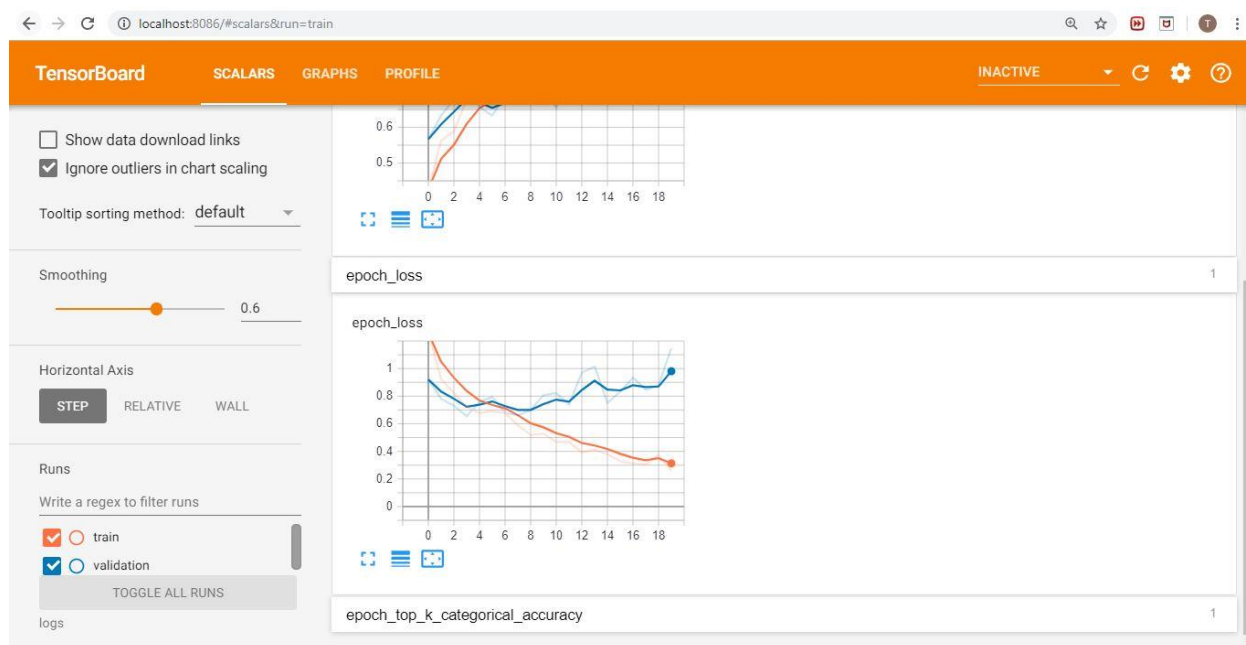 localhost:8086/#scalars&run=train
T
TensorBoard SCALARS GRAPHS PROFILE INACTIVE
Show data download links
Ignore outliers in chart scaling
Tooltip sorting method: default
Smoothing
0.6
Horizontal Axis
STEP RELATIVE WALL
Runs
Write a regex to filter runs
train
validation
TOGGLE ALL RUNS
logs
0.6
0.5
0 2 4 6 8 10 12 14 16 18
epoch_loss 1
epoch_loss
1
0.8
0.6
0.4
0.2
0
0 2 4 6 8 10 12 14 16 18
epoch_top_k_categorical_accuracy 1